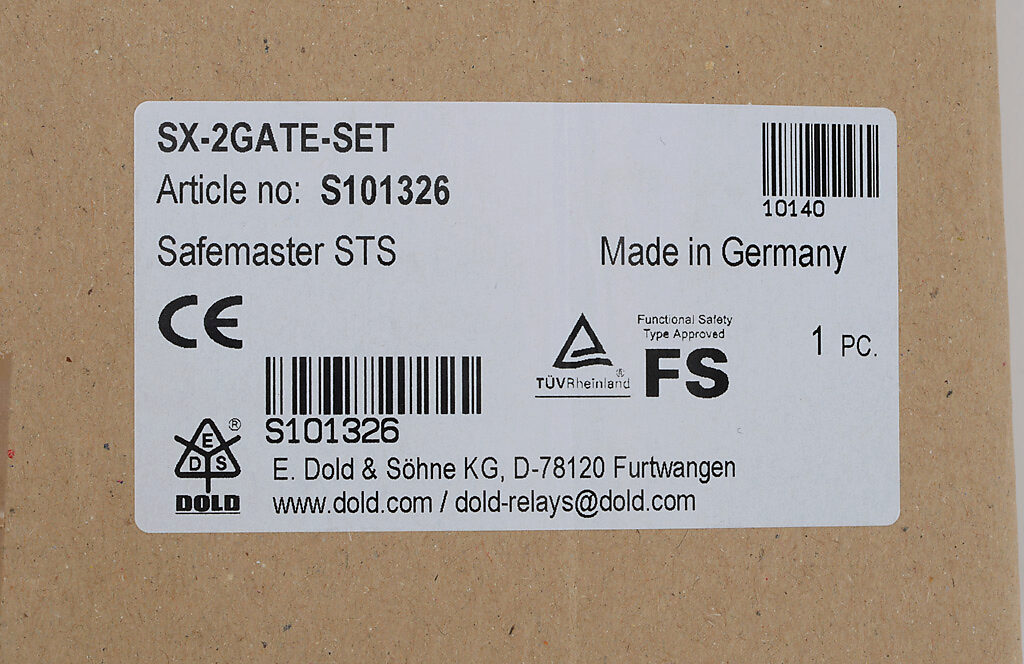 SX-2GATE-SET
Article no: S101326
10140
Safemaster STS
Made in Germany
CE
Functional Safety
Type Approved
TÜVRheinland®
FS
1 PC.
S101326
E
D S
®
DOLD
E. Dold & Söhne KG, D-78120 Furtwangen
www.dold.com / dold-relays@dold.com